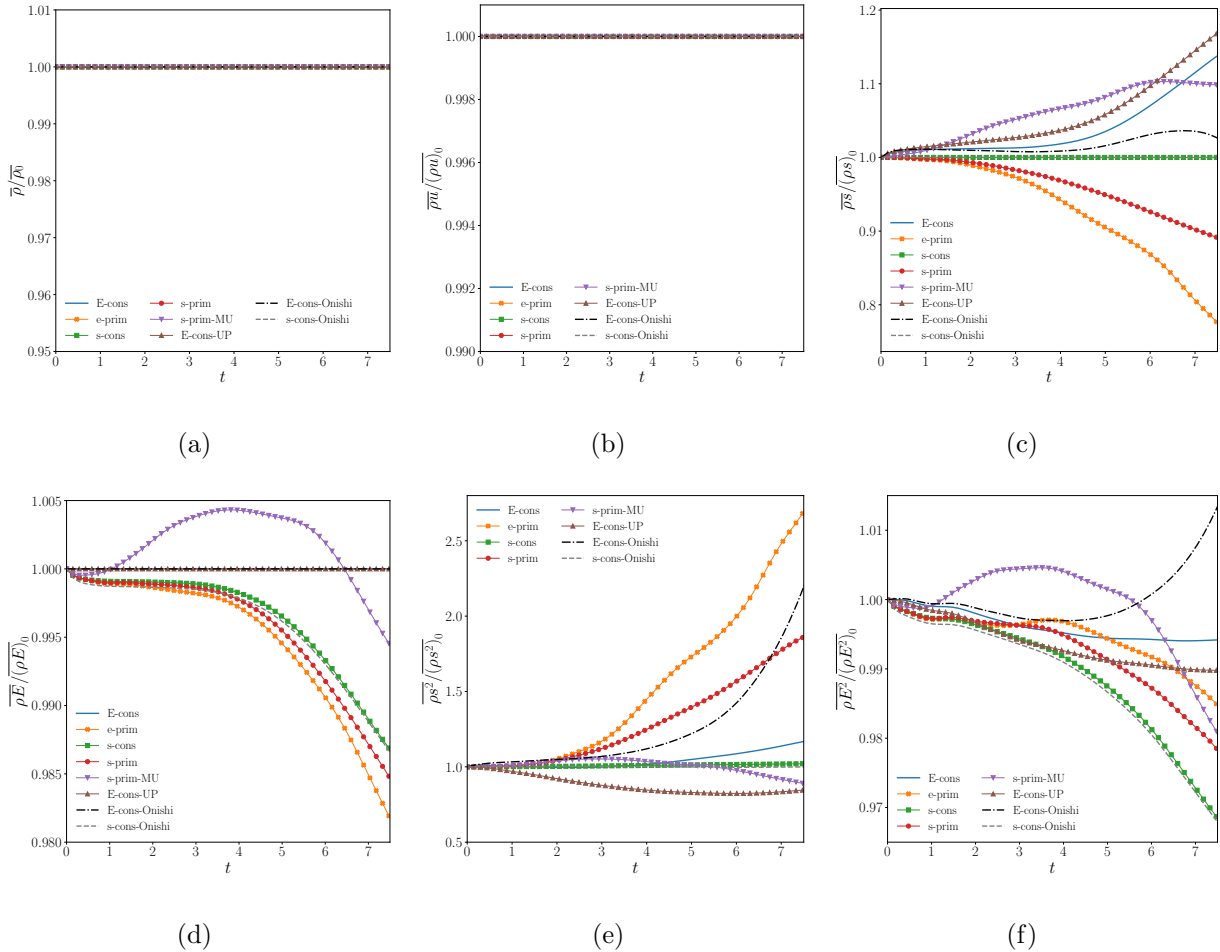 1.01
1.00
0.99
0.98
0.97
0.96
0.95
ρ̅/ρ̅₀
E-cons
e-prim
s-cons
s-prim
s-prim-MU
E-cons-UP
E-cons-Onishi
s-cons-Onishi
0 1 2 3 4 5 6 7
t
(a)
1.000
0.998
0.996
0.994
0.992
0.990
ρu/(ρu)₀
E-cons
e-prim
s-cons
s-prim
s-prim-MU
E-cons-UP
E-cons-Onishi
s-cons-Onishi
0 1 2 3 4 5 6 7
t
(b)
1.2
1.1
1.0
0.9
0.8
ρs/(ρs)₀
E-cons
e-prim
s-cons
s-prim
s-prim-MU
E-cons-UP
E-cons-Onishi
s-cons-Onishi
0 1 2 3 4 5 6 7
t
(c)
1.005
1.000
0.995
0.990
0.985
0.980
ρE/(ρE)₀
E-cons
e-prim
s-cons
s-prim
s-prim-MU
E-cons-UP
E-cons-Onishi
s-cons-Onishi
0 1 2 3 4 5 6 7
t
(d)
2.5
2.0
1.5
1.0
0.5
ρs²/(ρs²)₀
E-cons
e-prim
s-cons
s-prim
s-prim-MU
E-cons-UP
E-cons-Onishi
s-cons-Onishi
0 1 2 3 4 5 6 7
t
(e)
1.01
1.00
0.99
0.98
0.97
ρE²/(ρE²)₀
E-cons
e-prim
s-cons
s-prim
s-prim-MU
E-cons-UP
E-cons-Onishi
s-cons-Onishi
0 1 2 3 4 5 6 7
t
(f)